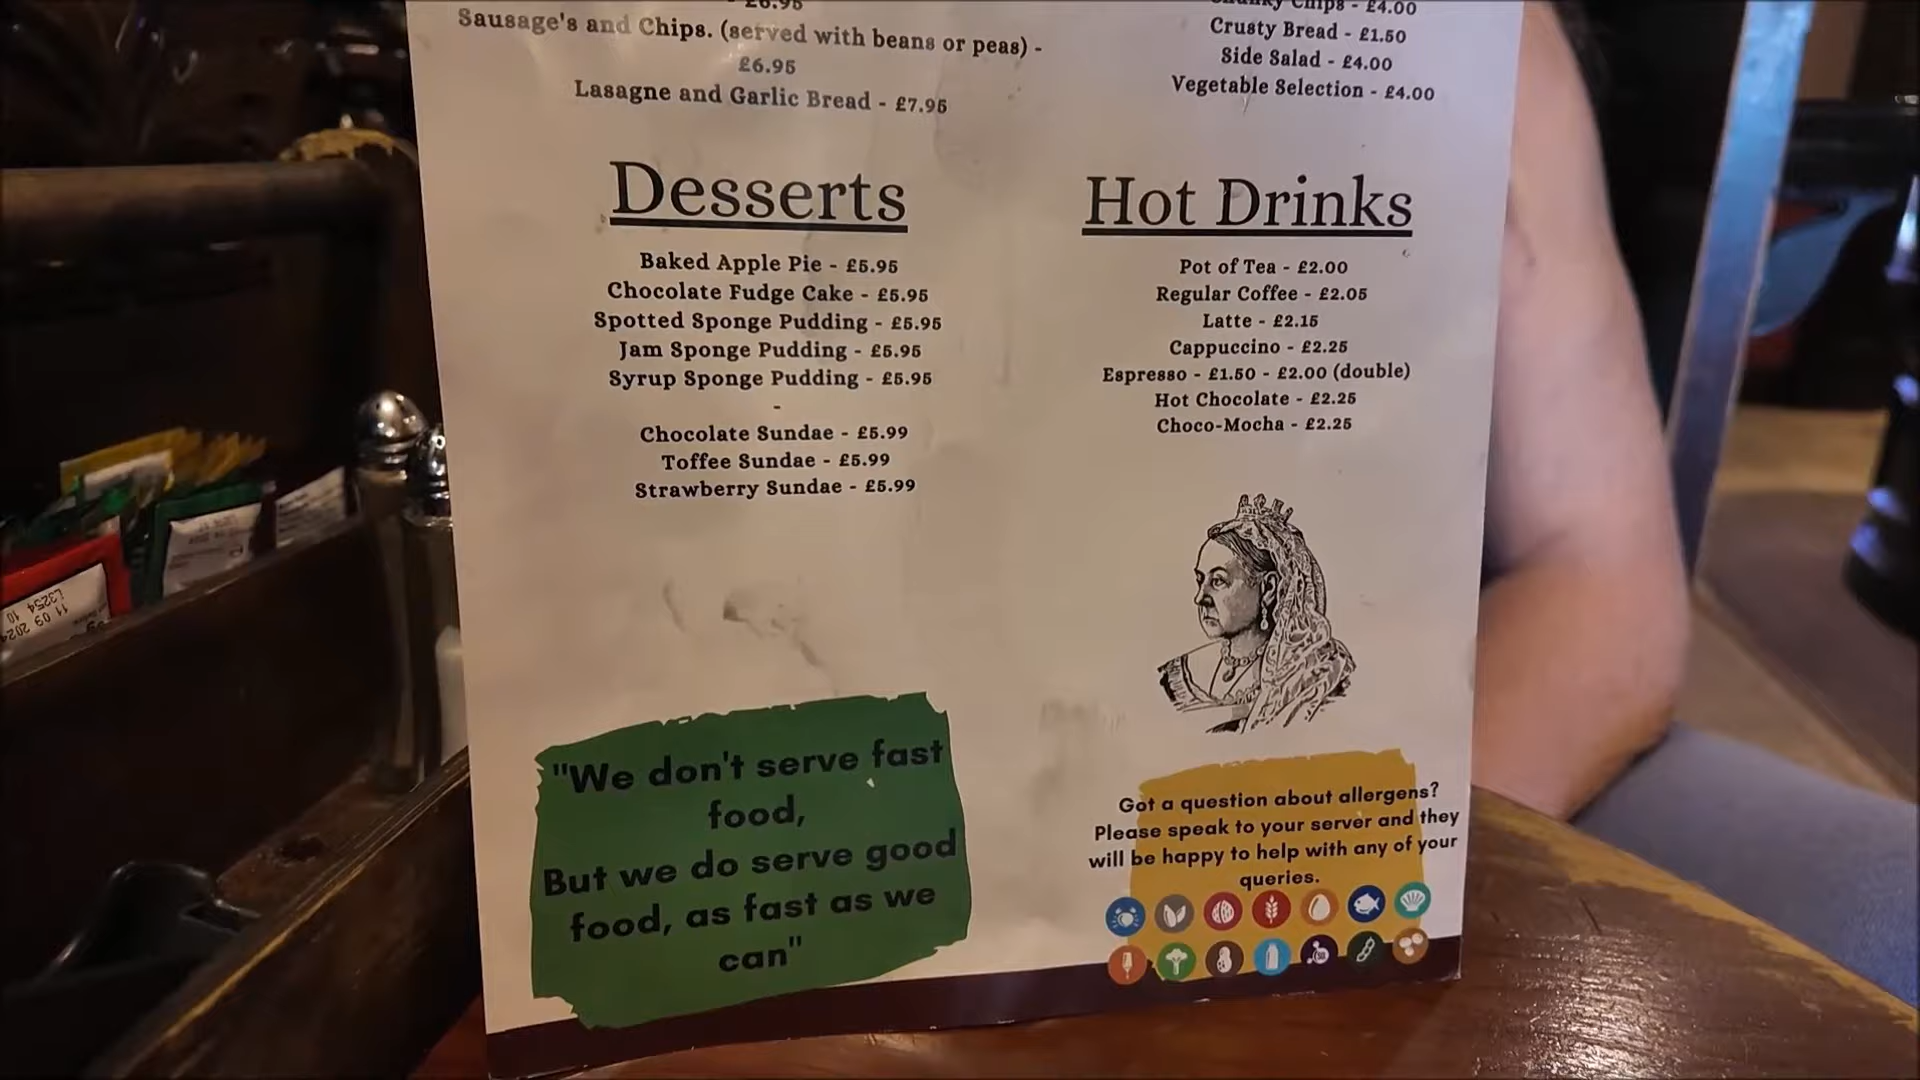 £6.95
Sausage's and Chips. (served with beans or peas) -
£6.95
Lasagne and Garlic Bread - £7.95
Chips - £4.00
Crusty Bread - £1.50
Side Salad - £4.00
Vegetable Selection - £4.00
Desserts
Baked Apple Pie - £5.95
Chocolate Fudge Cake - £5.95
Spotted Sponge Pudding - £5.95
Jam Sponge Pudding - £5.95
Syrup Sponge Pudding - £5.95
-
Chocolate Sundae - £5.99
Toffee Sundae - £5.99
Strawberry Sundae - £5.99
Hot Drinks
Pot of Tea - £2.00
Regular Coffee - £2.05
Latte - £2.15
Cappuccino - £2.25
Espresso - £1.50 - £2.00 (double)
Hot Chocolate - £2.25
Choco-Mocha - £2.25
"We don't serve fast
food,
But we do serve good
food, as fast as we
can"
Got a question about allergens?
Please speak to your server and they
will be happy to help with any of your
queries.
11 09 2024
L3254 10